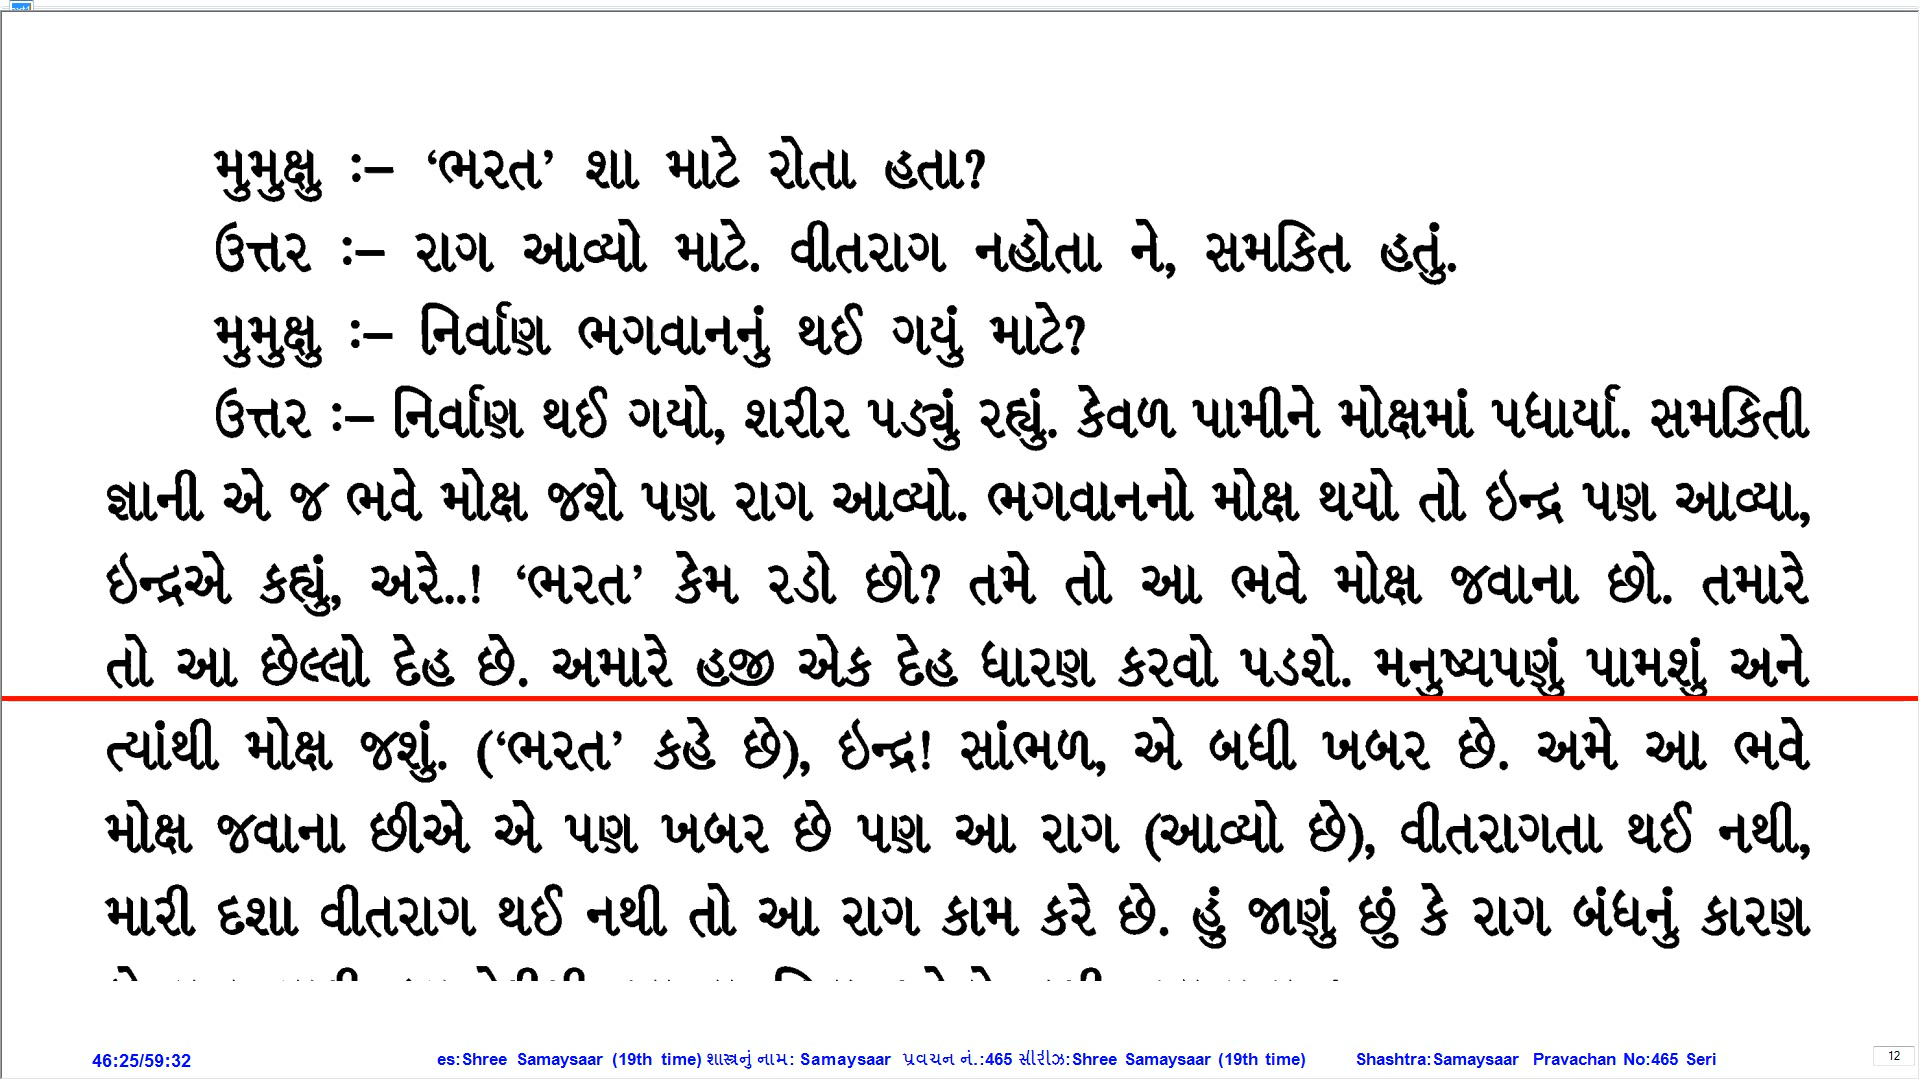 મુમુક્ષુ :– ‘ભરત’ શા માટે રોતા હતા?
ઉત્તર :– રાગ આવ્યો માટે. વીતરાગ નહોતા ને, સમકિત હતું.
મુમુક્ષુ :– નિર્વાણ ભગવાનનું થઈ ગયું માટે?
ઉત્તર :– નિર્વાણ થઈ ગયો, શરીર પડ્યું રહ્યું. કેવળ પામીને મોક્ષમાં પધાર્યા. સમકિતી
જ્ઞાની એ જ ભવે મોક્ષ જશે પણ રાગ આવ્યો. ભગવાનનો મોક્ષ થયો તો ઇન્દ્ર પણ આવ્યા,
ઇન્દ્રએ કહ્યું, અરે..! ‘ભરત’ કેમ રડો છો? તમે તો આ ભવે મોક્ષ જવાના છો. તમારે
તો આ છેલ્લો દેહ છે. અમારે હજી એક દેહ ધારણ કરવો પડશે. મનુષ્યપણું પામશું અને
ત્યાંથી મોક્ષ જશું. (‘ભરત’ કહે છે), ઇન્દ્ર! સાંભળ, એ બધી ખબર છે. અમે આ ભવે
મોક્ષ જવાના છીએ એ પણ ખબર છે પણ આ રાગ (આવ્યો છે), વીતરાગતા થઈ નથી,
મારી દશા વીતરાગ થઈ નથી તો આ રાગ કામ કરે છે. હું જાણું છું કે રાગ બંધનું કારણ
46:25/59:32 es:Shree Samaysaar (19th time) શાસ્ત્રનું નામ: Samaysaar પ્રવચન નં.:465 સીરીઝ:Shree Samaysaar (19th time) Shashtra:Samaysaar Pravachan No:465 Seri 12